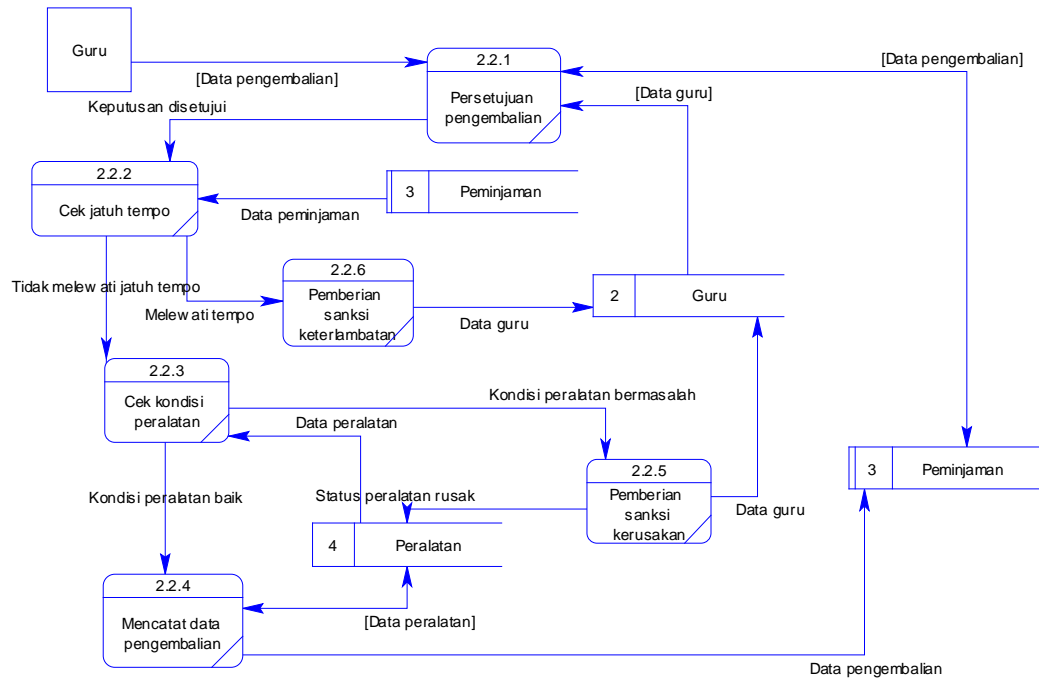 Guru
[Data pengembalian]
2.2.1
Persetujuan
pengembalian
[Data pengembalian]
[Data guru]
Keputusan disetujui
2.2.2
Cek jatuh tempo
3
Peminjaman
Data peminjaman
Tidak melewati jatuh tempo
Melewati tempo
2.2.6
Pemberian
sanksi
keterlambatan
Data guru
2
Guru
2.2.3
Cek kondisi
peralatan
Kondisi peralatan bermasalah
Data peralatan
Kondisi peralatan baik
Status peralatan rusak
2.2.5
Pemberian
sanksi
kerusakan
Data guru
3
Peminjaman
4
Peralatan
2.2.4
Mencatat data
pengembalian
[Data peralatan]
Data pengembalian